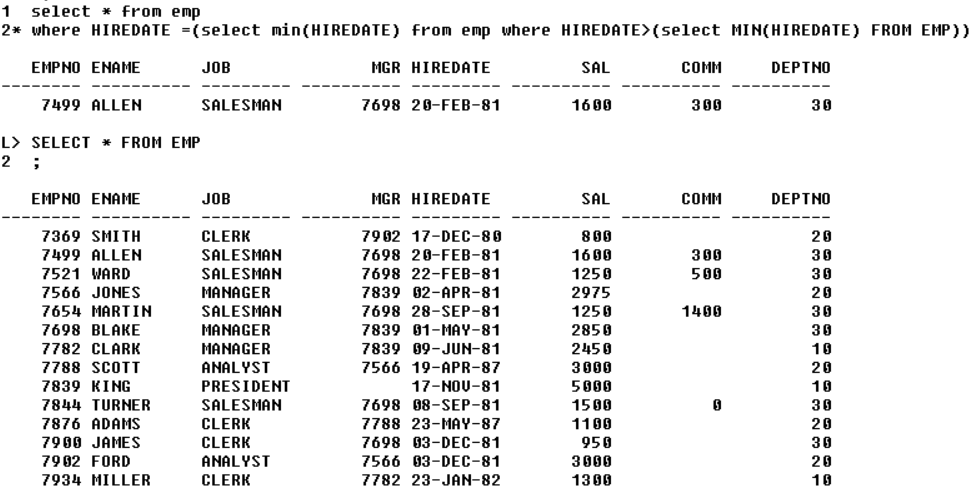 1  select * from emp
2* where HIREDATE =(select min(HIREDATE) from emp where HIREDATE>(select MIN(HIREDATE) FROM EMP))
EMPNO ENAME JOB MGR HIREDATE SAL COMM DEPTNO
-------- ---------- --------- ---------- --------- ---------- ---------- ----------
7499 ALLEN SALESMAN 7698 20-FEB-81 1600 300 30
L> SELECT * FROM EMP
2  ;
EMPNO ENAME JOB MGR HIREDATE SAL COMM DEPTNO
-------- ---------- --------- ---------- --------- ---------- ---------- ----------
7369 SMITH CLERK 7902 17-DEC-80 800 20
7499 ALLEN SALESMAN 7698 20-FEB-81 1600 300 30
7521 WARD SALESMAN 7698 22-FEB-81 1250 500 30
7566 JONES MANAGER 7839 02-APR-81 2975 20
7654 MARTIN SALESMAN 7698 28-SEP-81 1250 1400 30
7698 BLAKE MANAGER 7839 01-MAY-81 2850 30
7782 CLARK MANAGER 7839 09-JUN-81 2450 10
7788 SCOTT ANALYST 7566 19-APR-87 3000 20
7839 KING PRESIDENT 17-NOV-81 5000 10
7844 TURNER SALESMAN 7698 08-SEP-81 1500 0 30
7876 ADAMS CLERK 7788 23-MAY-87 1100 20
7900 JAMES CLERK 7698 03-DEC-81 950 30
7902 FORD ANALYST 7566 03-DEC-81 3000 20
7934 MILLER CLERK 7782 23-JAN-82 1300 10